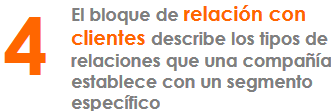 4
El bloque de relación con
clientes describe los tipos de
relaciones que una compañía
establece con un segmento
específico